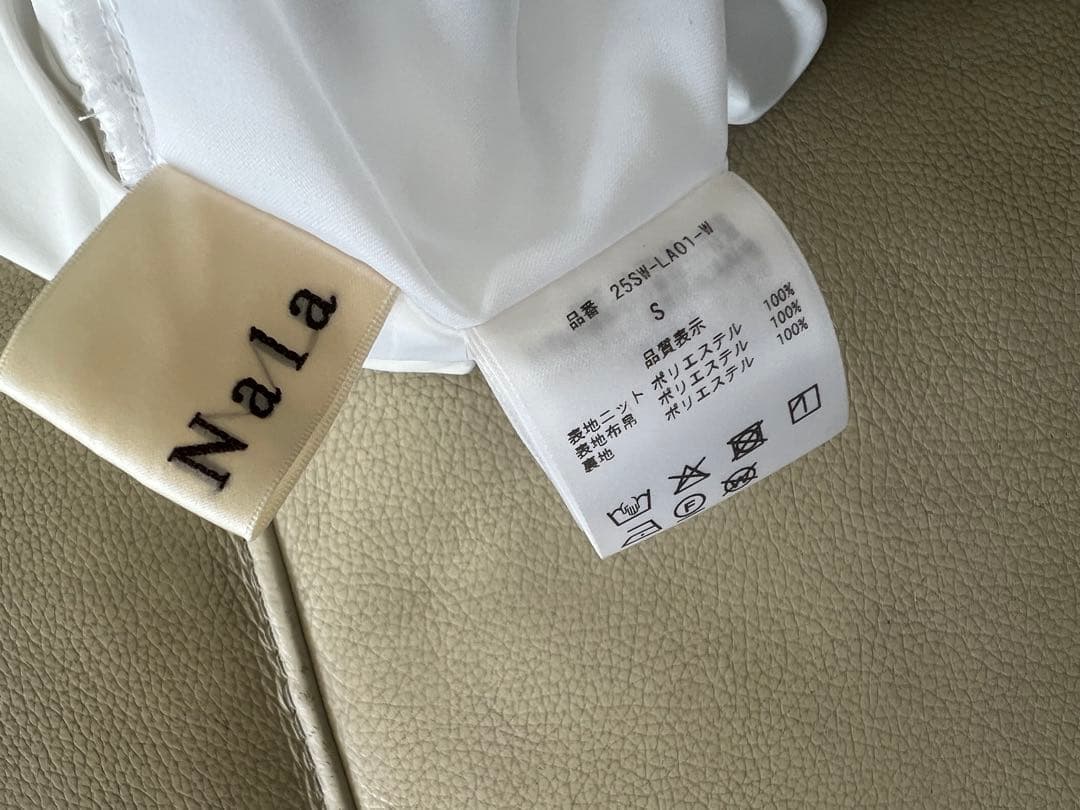 Nala
品番 25SW-LA01-W
S
品質表示
表地ニット ポリエステル 100%
表地布帛 ポリエステル 100%
裏地 ポリエステル 100%
F
W